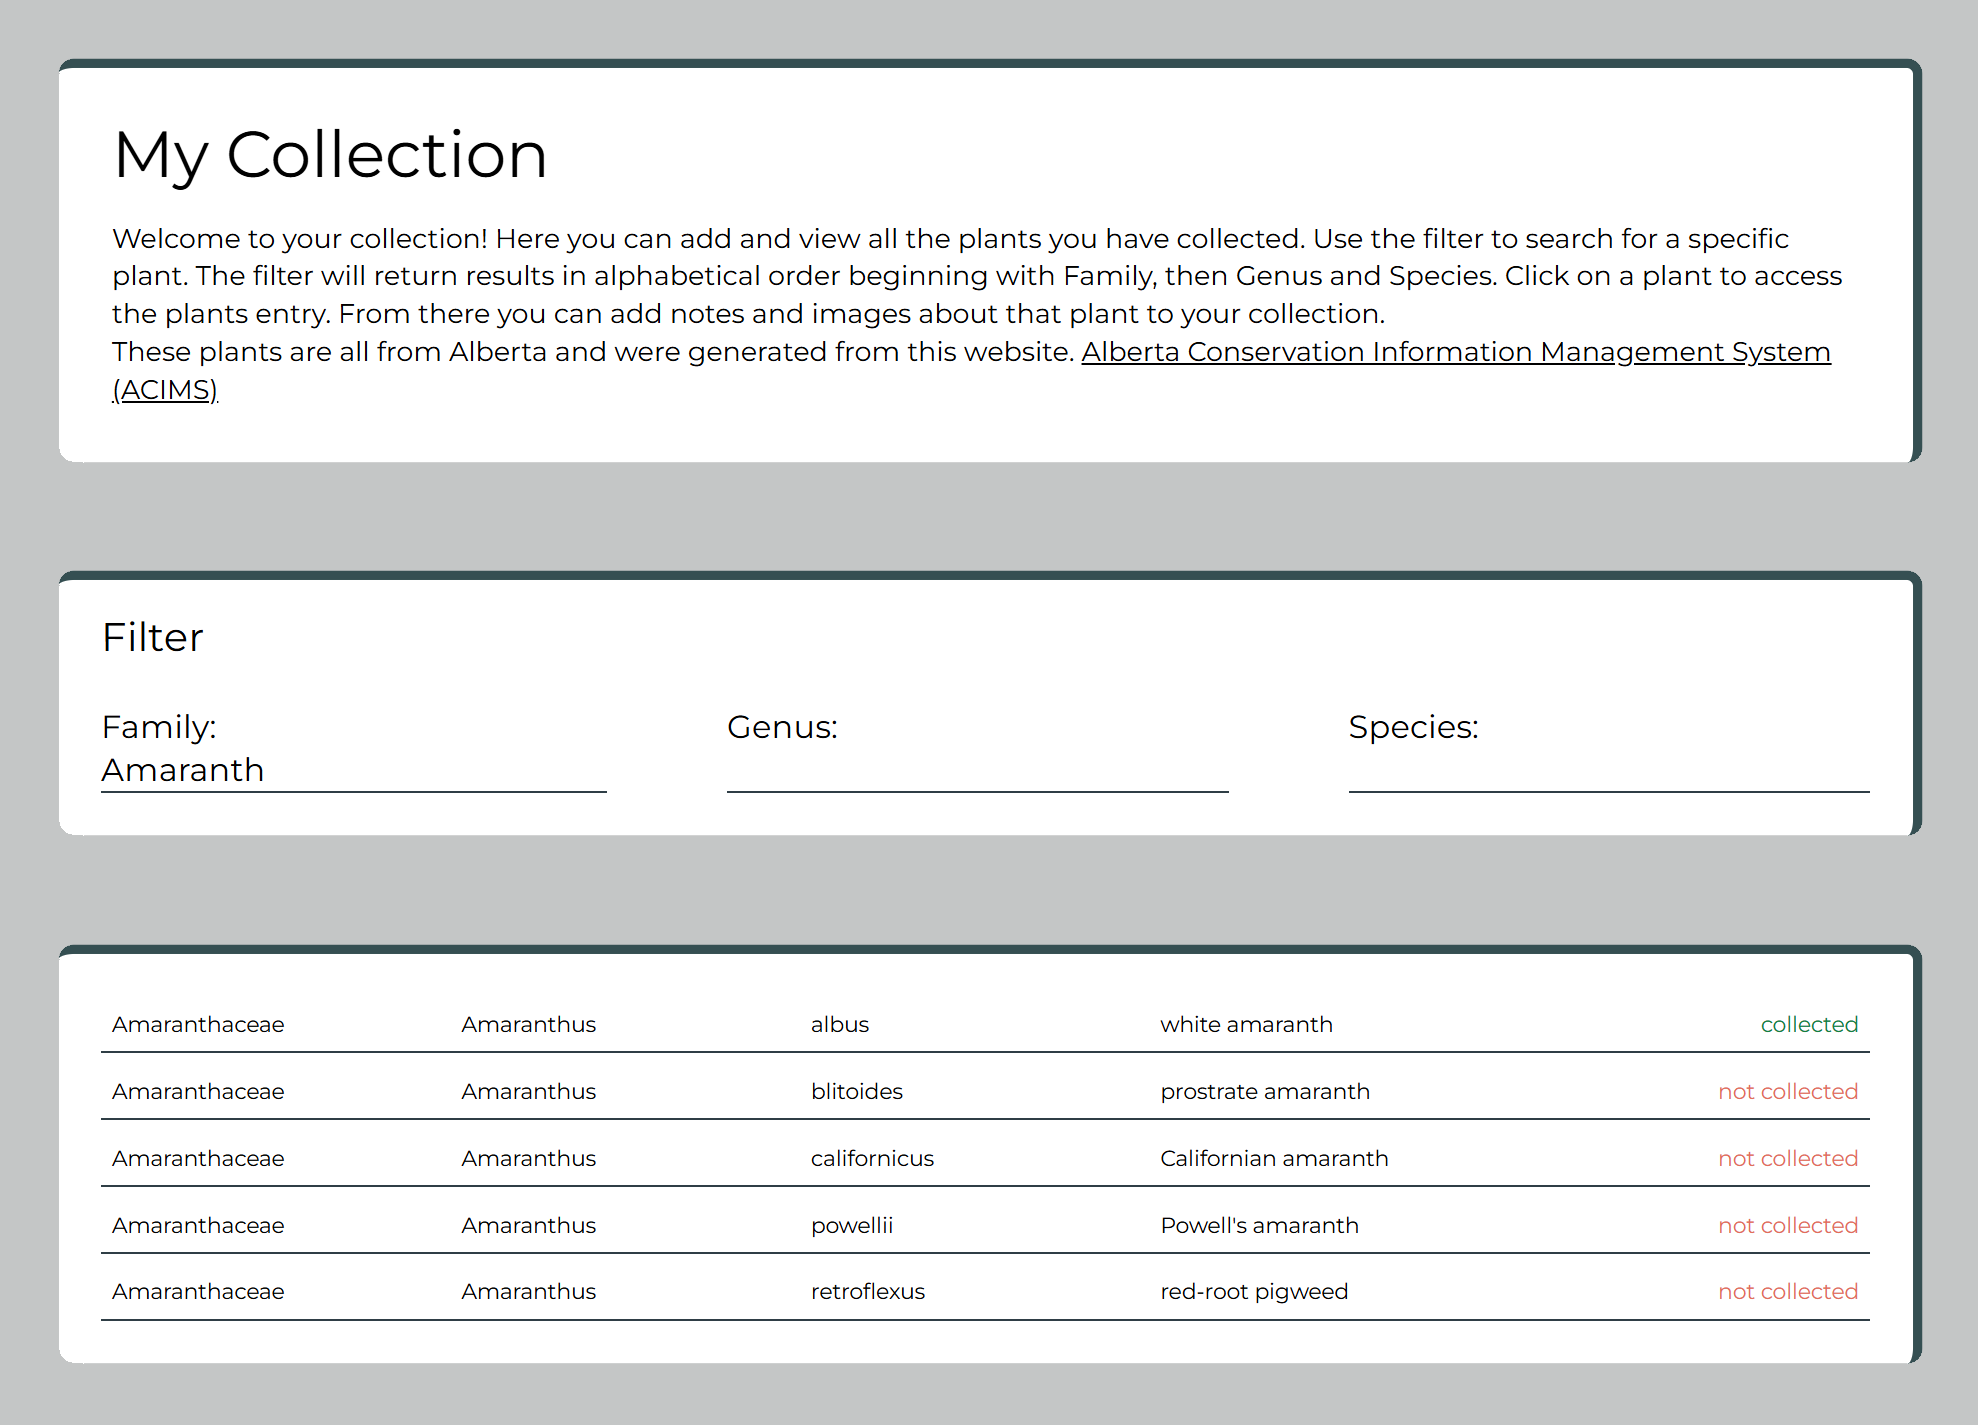 My Collection
Welcome to your collection! Here you can add and view all the plants you have collected. Use the filter to search for a specific
plant. The filter will return results in alphabetical order beginning with Family, then Genus and Species. Click on a plant to access
the plants entry. From there you can add notes and images about that plant to your collection.
These plants are all from Alberta and were generated from this website. Alberta Conservation Information Management System
(ACIMS)
Filter
Family: Genus: Species:
Amaranth
Amaranthaceae Amaranthus albus white amaranth collected
Amaranthaceae Amaranthus blitoides prostrate amaranth not collected
Amaranthaceae Amaranthus californicus Californian amaranth not collected
Amaranthaceae Amaranthus powellii Powell's amaranth not collected
Amaranthaceae Amaranthus retroflexus red-root pigweed not collected